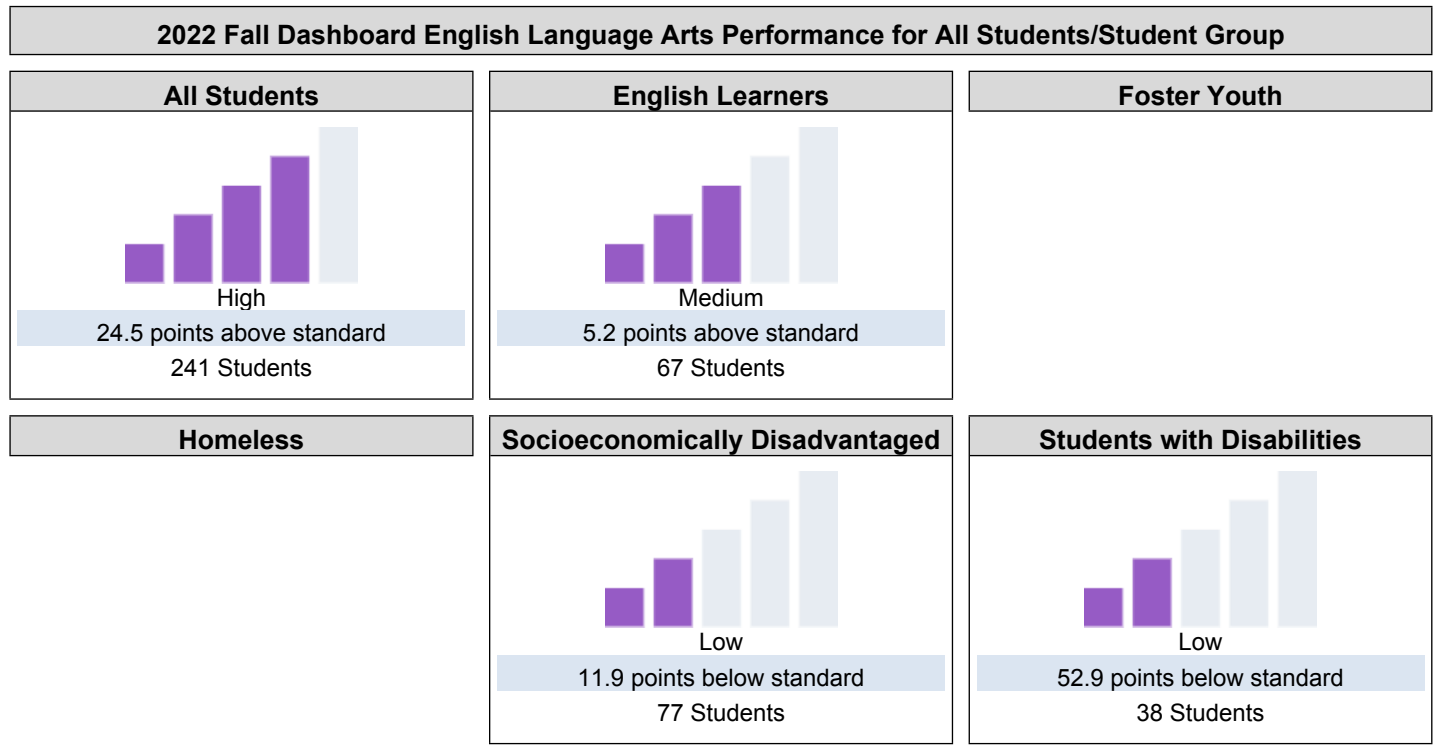 2022 Fall Dashboard English Language Arts Performance for All Students/Student Group
All Students
High
24.5 points above standard
241 Students
English Learners
Medium
5.2 points above standard
67 Students
Foster Youth
Homeless
Socioeconomically Disadvantaged
Low
11.9 points below standard
77 Students
Students with Disabilities
Low
52.9 points below standard
38 Students